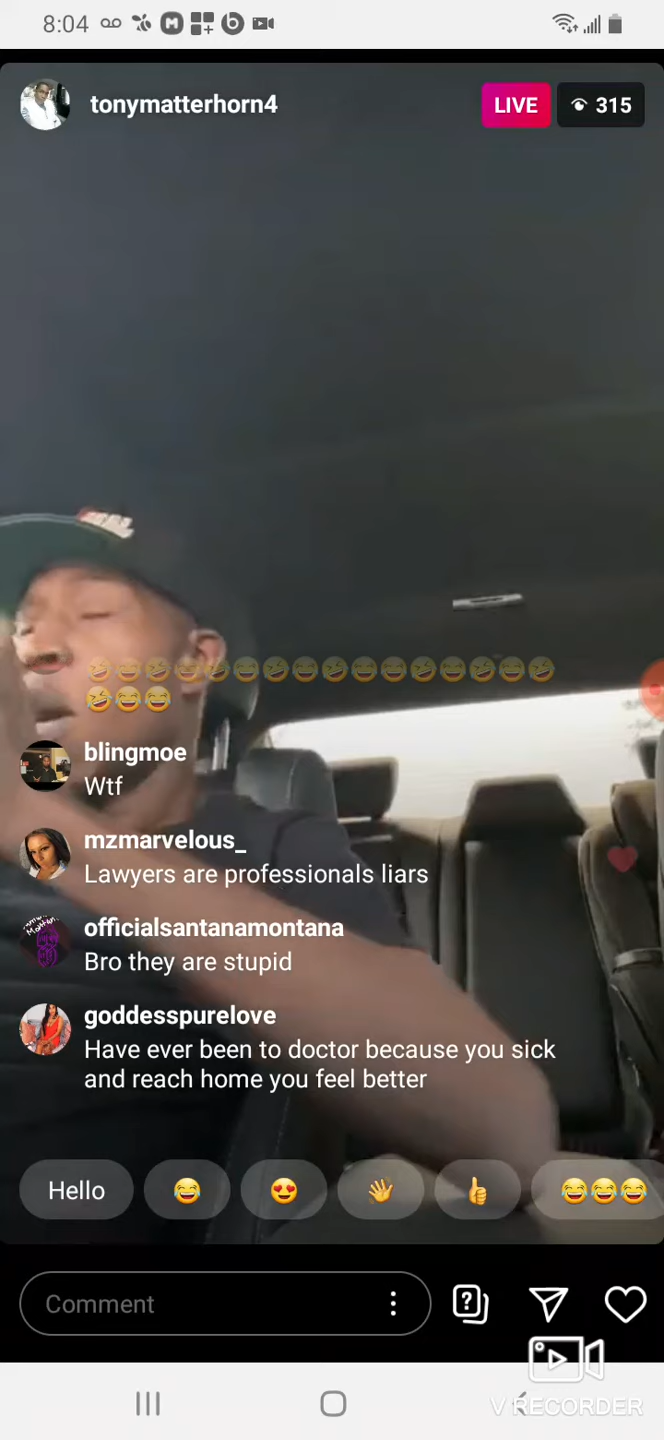 8:04
tonymatterhorn4
LIVE
315
🤣😂🤣😂🤣😂🤣😂🤣😂😂🤣😂🤣😂🤣
🤣😂😂
blingmoe
Wtf
mzmarvelous_
Lawyers are professionals liars
officialsantanamontana
Bro they are stupid
goddesspurelove
Have ever been to doctor because you sick
and reach home you feel better
Hello 😂 😍 👋 👍 😂😂😂
Comment
V RECORDER